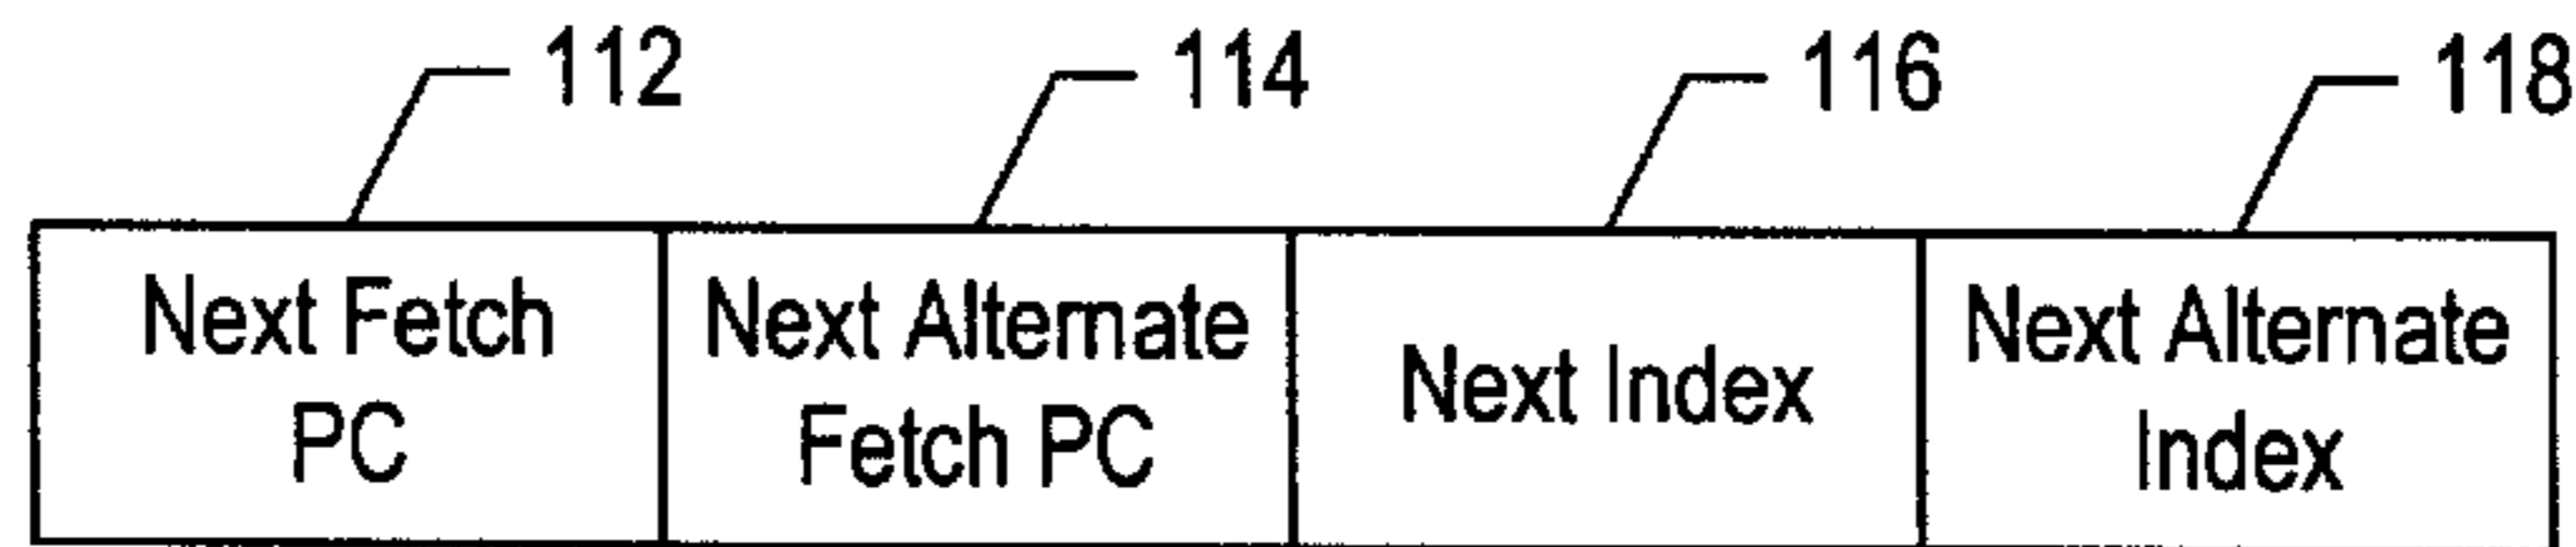 112
114
116
118
Next Fetch
PC
Next Alternate
Fetch PC
Next Index
Next Alternate
Index